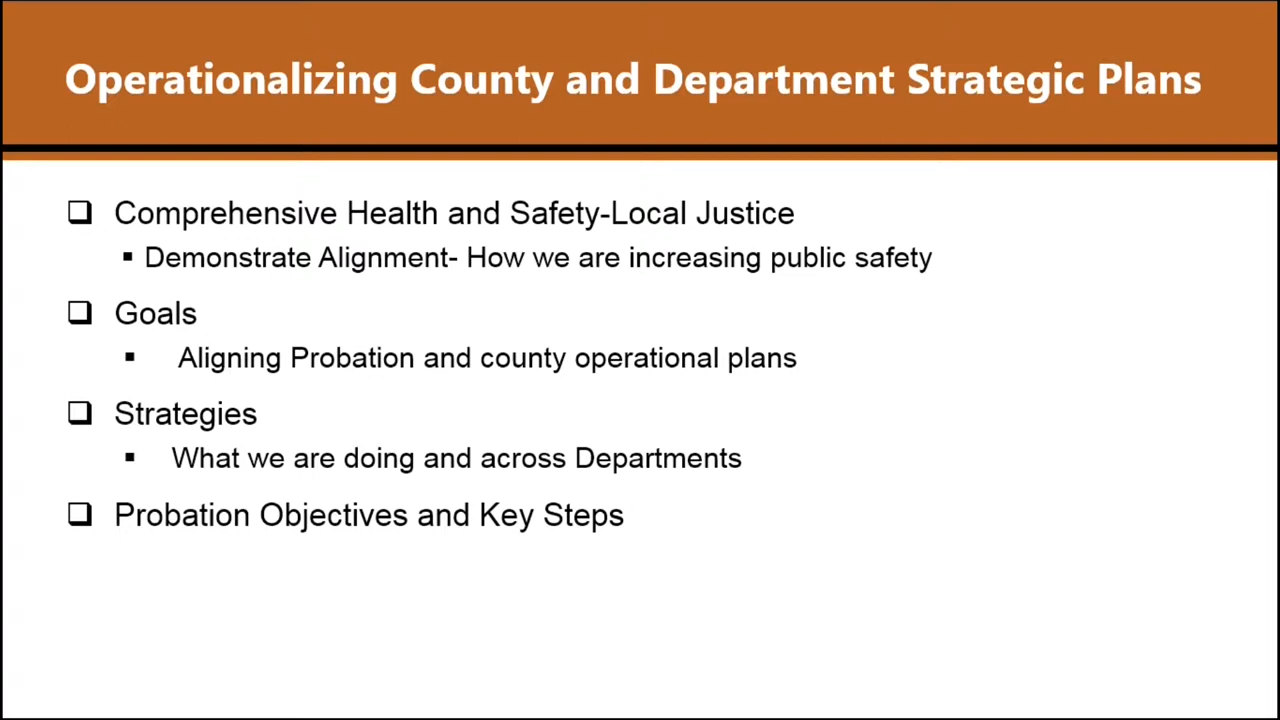 Operationalizing County and Department Strategic Plans
❑ Comprehensive Health and Safety-Local Justice
▪ Demonstrate Alignment- How we are increasing public safety
❑ Goals
▪ Aligning Probation and county operational plans
❑ Strategies
▪ What we are doing and across Departments
❑ Probation Objectives and Key Steps